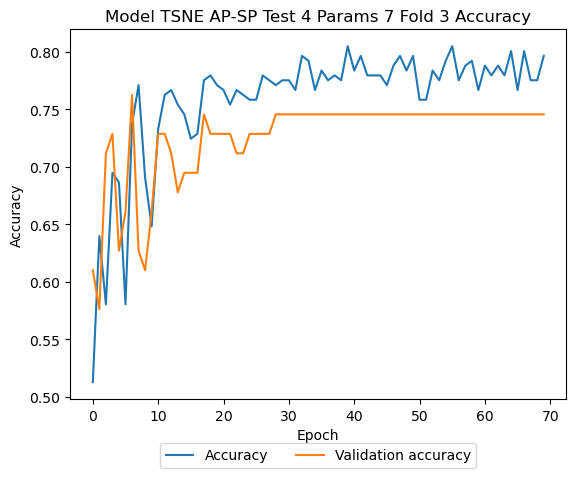 Model TSNE AP-SP Test 4 Params 7 Fold 3 Accuracy
0.80
0.75
0.70
0.65
0.60
0.55
0.50
Accuracy
0 10 20 30 40 50 60 70
Epoch
Accuracy Validation accuracy